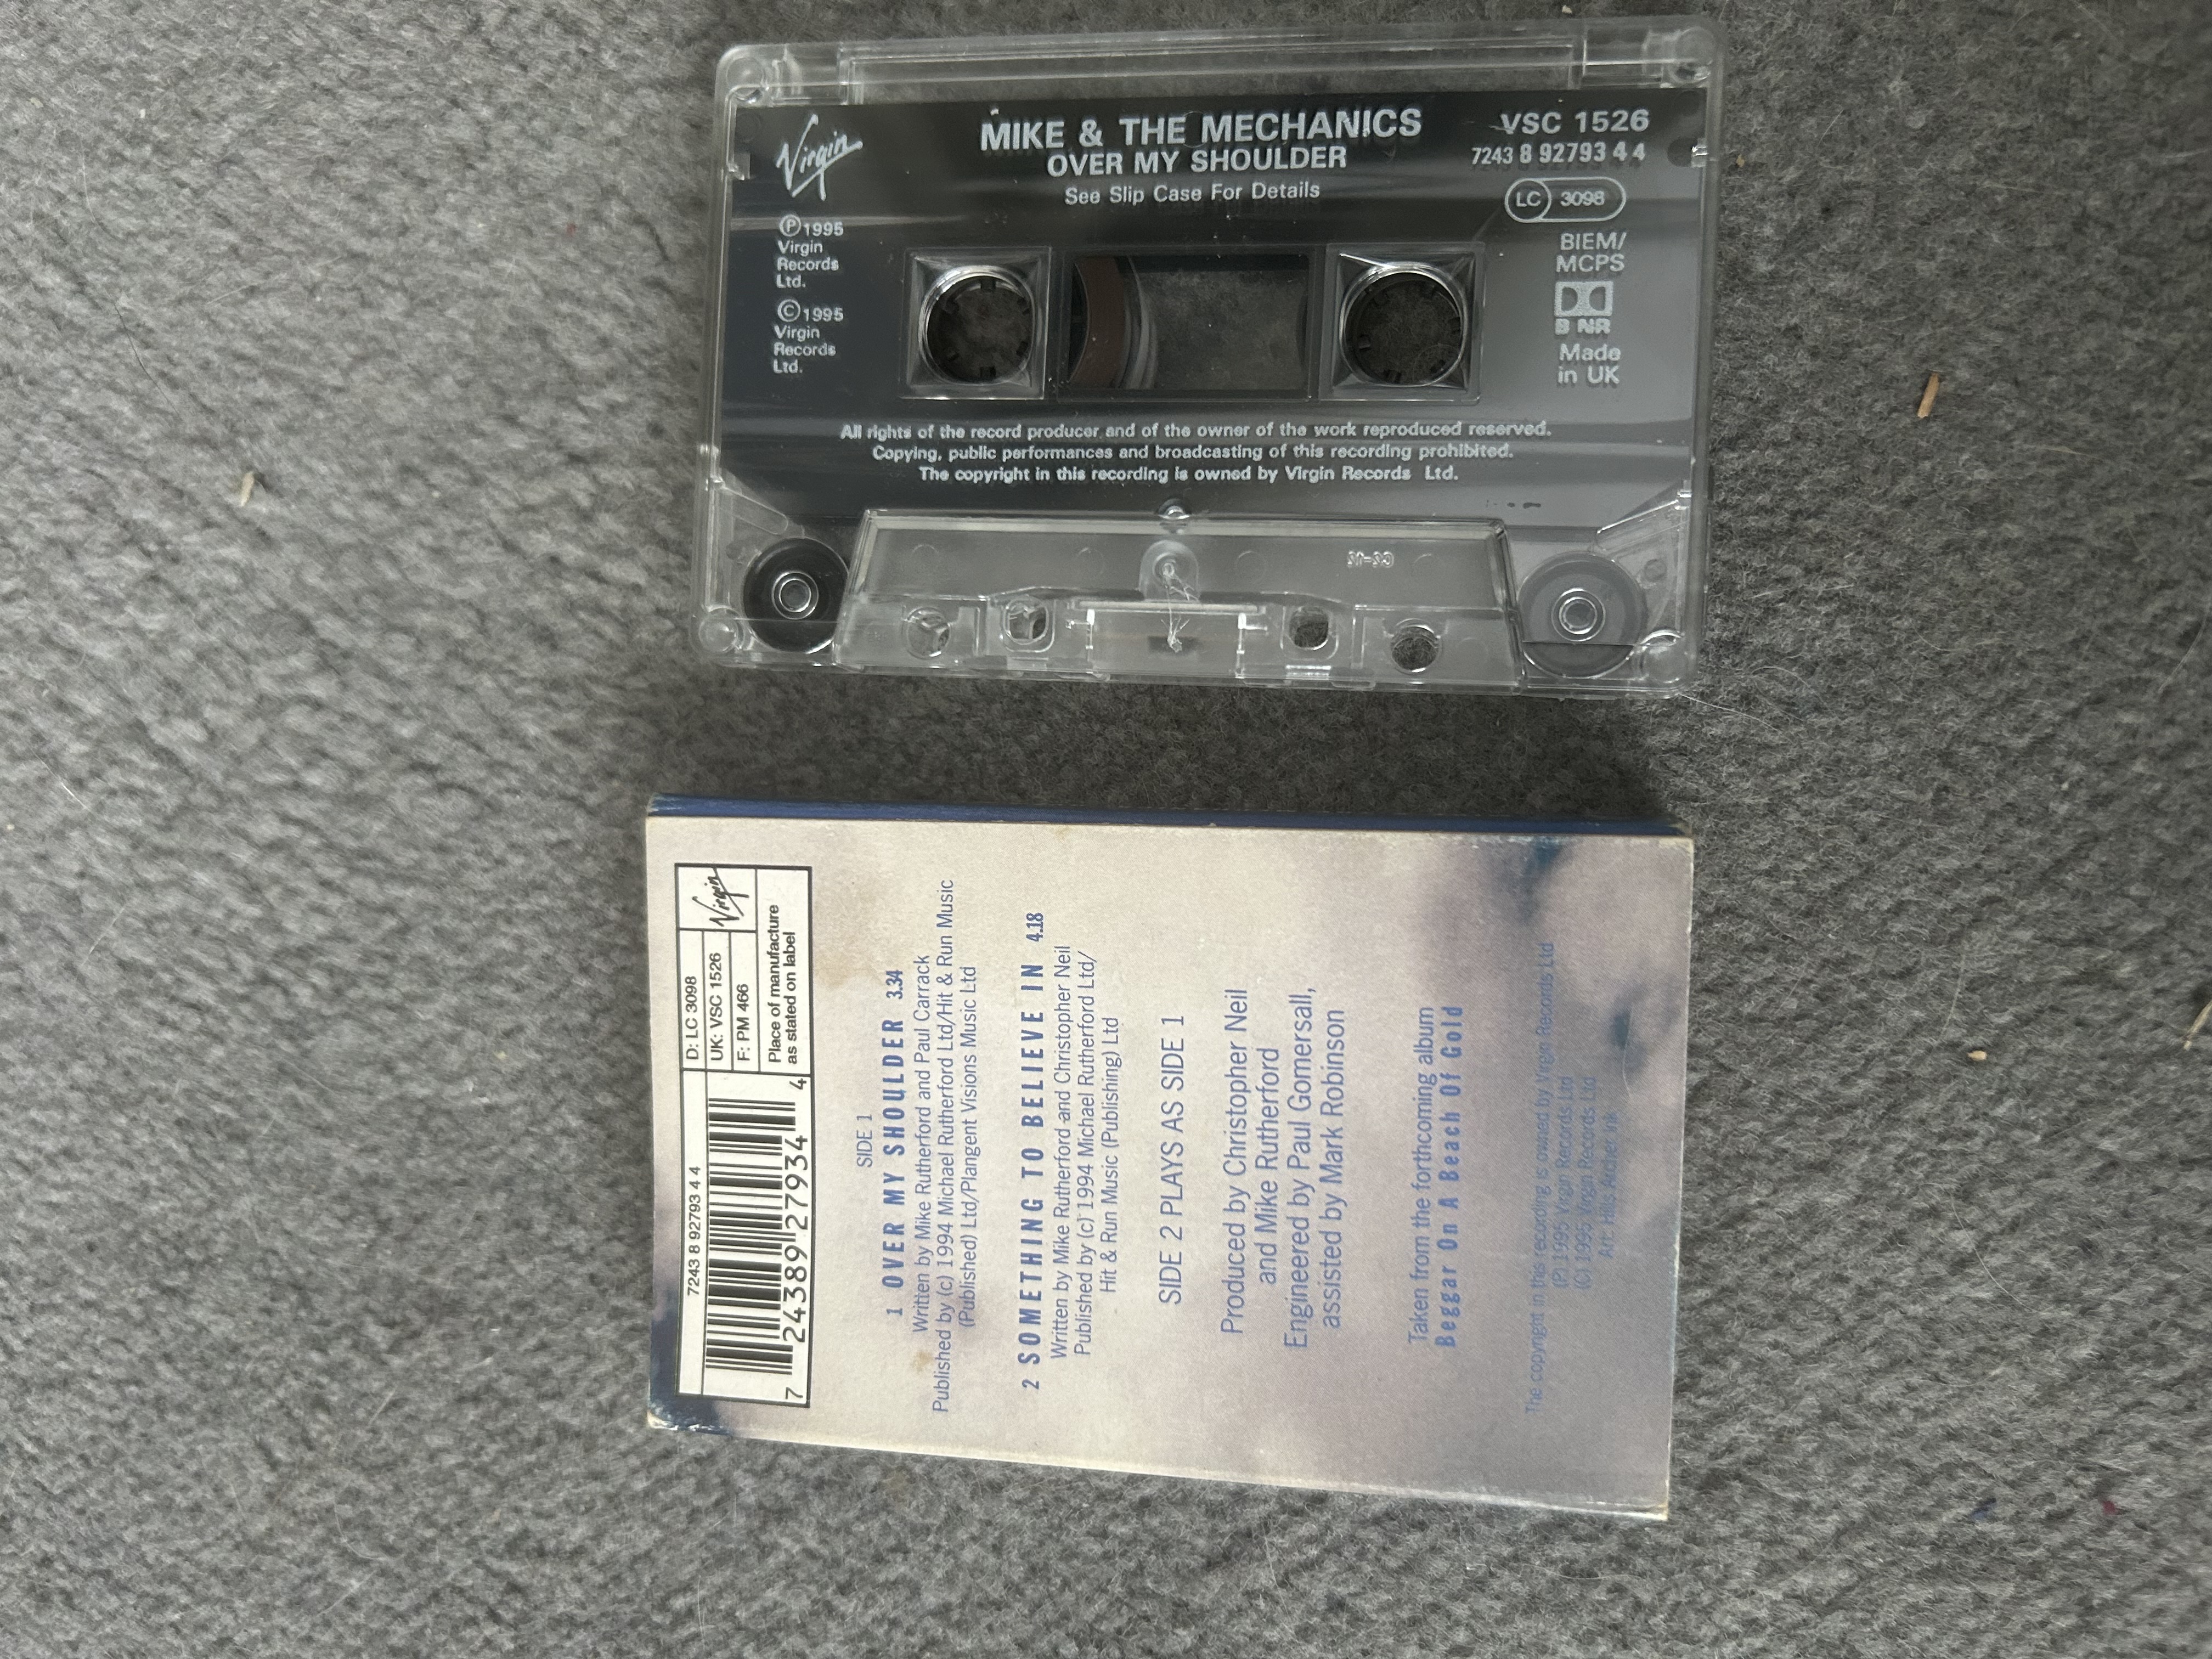 Virgin
MIKE & THE MECHANICS
OVER MY SHOULDER
See Slip Case For Details
VSC 1526
7243 8 92793 4 4
LC 3098
BIEM/
MCPS
B NR
Made
in UK
Ⓟ1995
Virgin
Records
Ltd.
©1995
Virgin
Records
Ltd.
All rights of the record producer and of the owner of the work reproduced reserved.
Copying, public performances and broadcasting of this recording prohibited.
The copyright in this recording is owned by Virgin Records Ltd.
7243 8 92793 4 4
7 24389 27934 4
D: LC 3098
UK: VSC 1526
F: PM 466
Virgin
Place of manufacture
as stated on label
SIDE 1
1 OVER MY SHOULDER 3.34
Written by Mike Rutherford and Paul Carrack
Published by (c) 1994 Michael Rutherford Ltd/Hit & Run Music
(Published) Ltd/Plangent Visions Music Ltd
2 SOMETHING TO BELIEVE IN 4.18
Written by Mike Rutherford and Christopher Neil
Published by (c) 1994 Michael Rutherford Ltd/
Hit & Run Music (Publishing) Ltd
SIDE 2 PLAYS AS SIDE 1
Produced by Christopher Neil
and Mike Rutherford
Engineered by Paul Gomersall,
assisted by Mark Robinson
Taken from the forthcoming album
Beggar On A Beach Of Gold
The copyright in this recording is owned by Virgin Records Ltd
(P) 1995 Virgin Records Ltd
(C) 1995 Virgin Records Ltd
Art: Hills Archer Ink